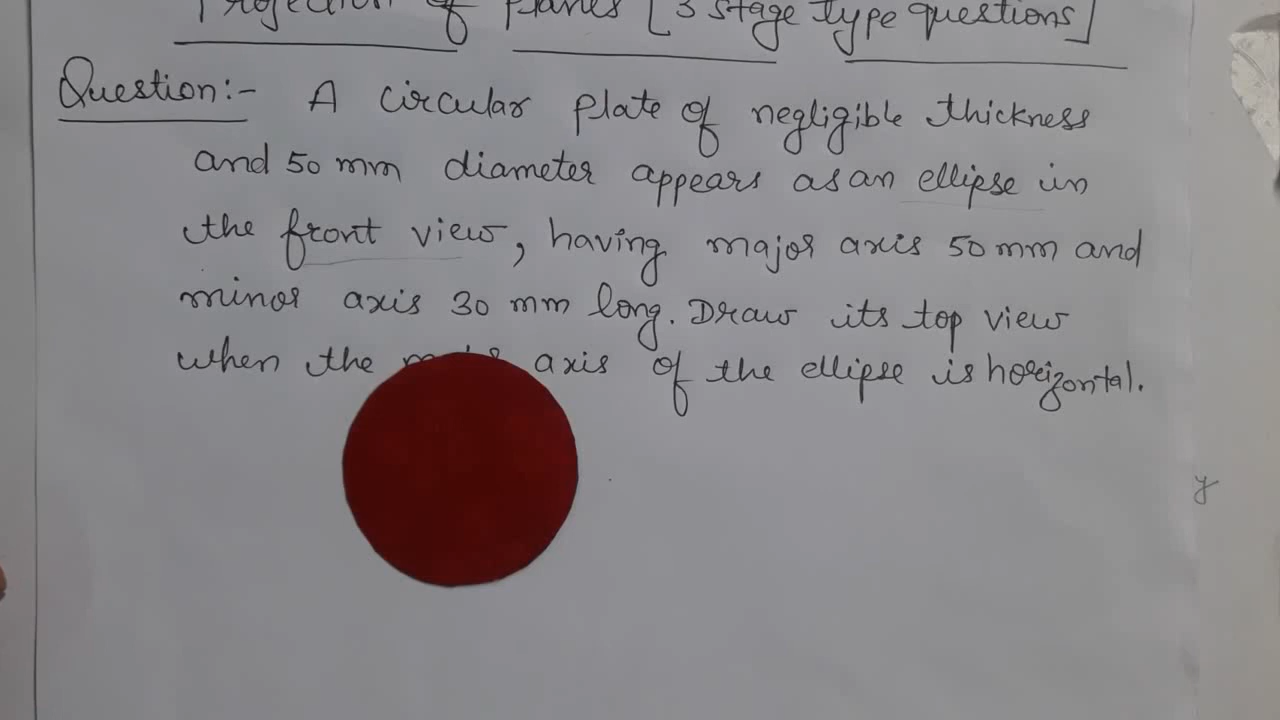 Projection of planes [3 stage type questions]
Question:- A circular plate of negligible thickness
and 50 mm diameter appears as an ellipse in
the front view, having major axis 50 mm and
minor axis 30 mm long. Draw its top view
when the axis of the ellipse is horizontal.
y